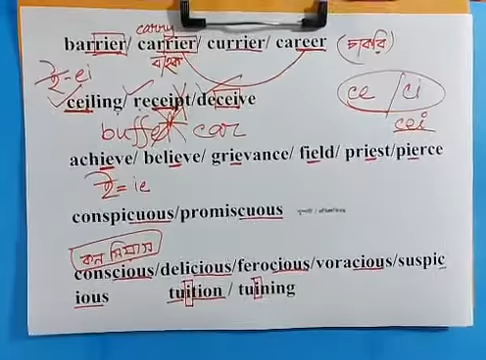 carry
barrier/ carrier/ currier/ career (চাকরি)
বাহক
ই=ei ce / ci
ceiling/ receipt/deceive cei
buffet car
achieve/ believe/ grievance/ field/ priest/pierce
ই=ie
conspicuous/promiscuous
conscious/delicious/ferocious/voracious/suspic
ious tuition / tuining